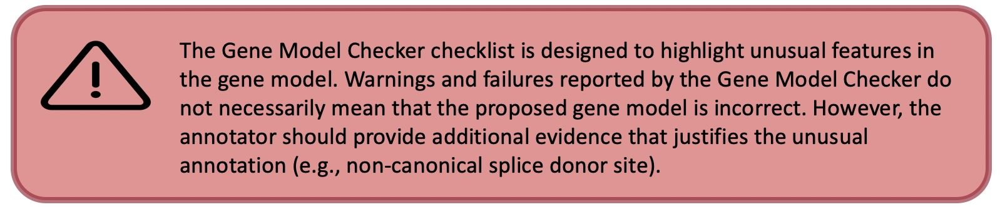 The Gene Model Checker checklist is designed to highlight unusual features in
the gene model. Warnings and failures reported by the Gene Model Checker do
not necessarily mean that the proposed gene model is incorrect. However, the
annotator should provide additional evidence that justifies the unusual
annotation (e.g., non-canonical splice donor site).